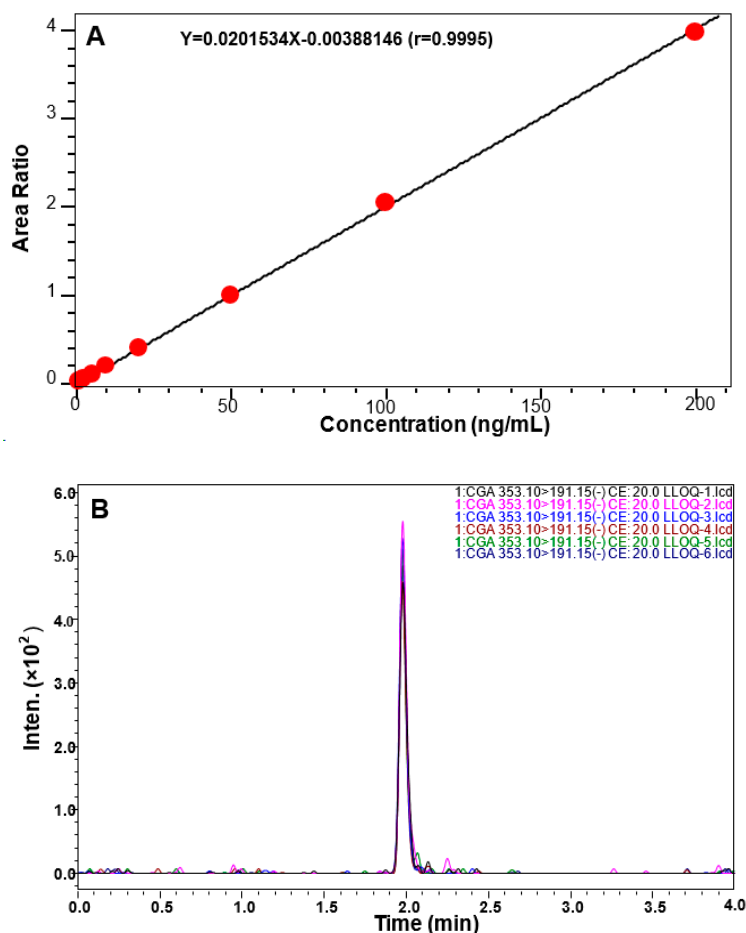 A
Y=0.0201534X-0.00388146 (r=0.9995)
4
3
2
1
0
Area Ratio
0 50 100 150 200
Concentration (ng/mL)
B
1:CGA 353.10>191.15(-) CE: 20.0 LLOQ-1.lcd
1:CGA 353.10>191.15(-) CE: 20.0 LLOQ-2.lcd
1:CGA 353.10>191.15(-) CE: 20.0 LLOQ-3.lcd
1:CGA 353.10>191.15(-) CE: 20.0 LLOQ-4.lcd
1:CGA 353.10>191.15(-) CE: 20.0 LLOQ-5.lcd
1:CGA 353.10>191.15(-) CE: 20.0 LLOQ-6.lcd
6.0
5.0
4.0
3.0
2.0
1.0
0.0
Inten. (×10²)
0.0 0.5 1.0 1.5 2.0 2.5 3.0 3.5 4.0
Time (min)